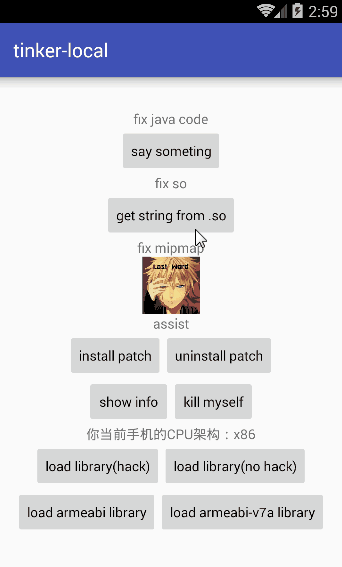 2:59
tinker-local
fix java code
say someting
fix so
get string from .so
fix mipmap
Last Word
assist
install patch uninstall patch
show info kill myself
你当前手机的CPU架构：x86
load library(hack) load library(no hack)
load armeabi library load armeabi-v7a library